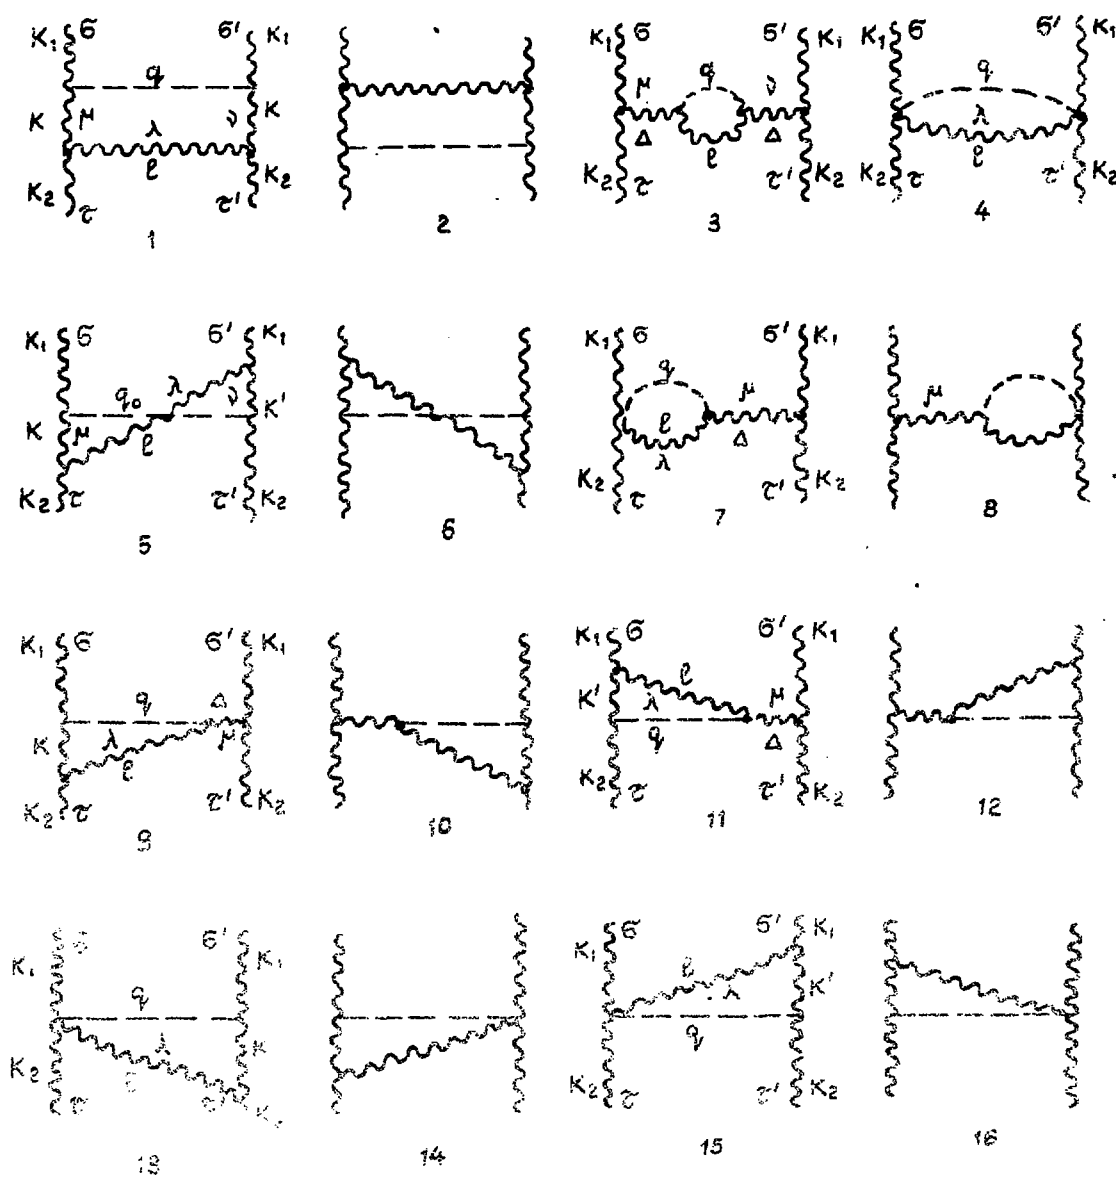 K₁ σ σ' K₁ K₁ σ σ' K₁ K₁ σ σ' K₁
q q q
K μ ν K μ ν λ
λ Δ Δ l
l l
K₂ τ τ' K₂ K₂ τ τ' K₂ K₂ τ τ' K₂
1 2 3 4
K₁ σ σ' K₁ K₁ σ σ' K₁
λ q
q₀ ν K' μ μ
K μ l l Δ
λ
K₂ τ τ' K₂ K₂ τ τ' K₂
5 6 7 8
K₁ σ σ' K₁ K₁ σ σ' K₁
l
q Δ K' λ μ
K λ μ q Δ
l
K₂ τ τ' K₂ K₂ τ τ' K₂
9 10 11 12
σ σ' K₁ σ σ' K₁
K₁ K₁ l
q λ K'
λ K q
K₂ K₂ τ τ' K₂
τ
13 14 15 16